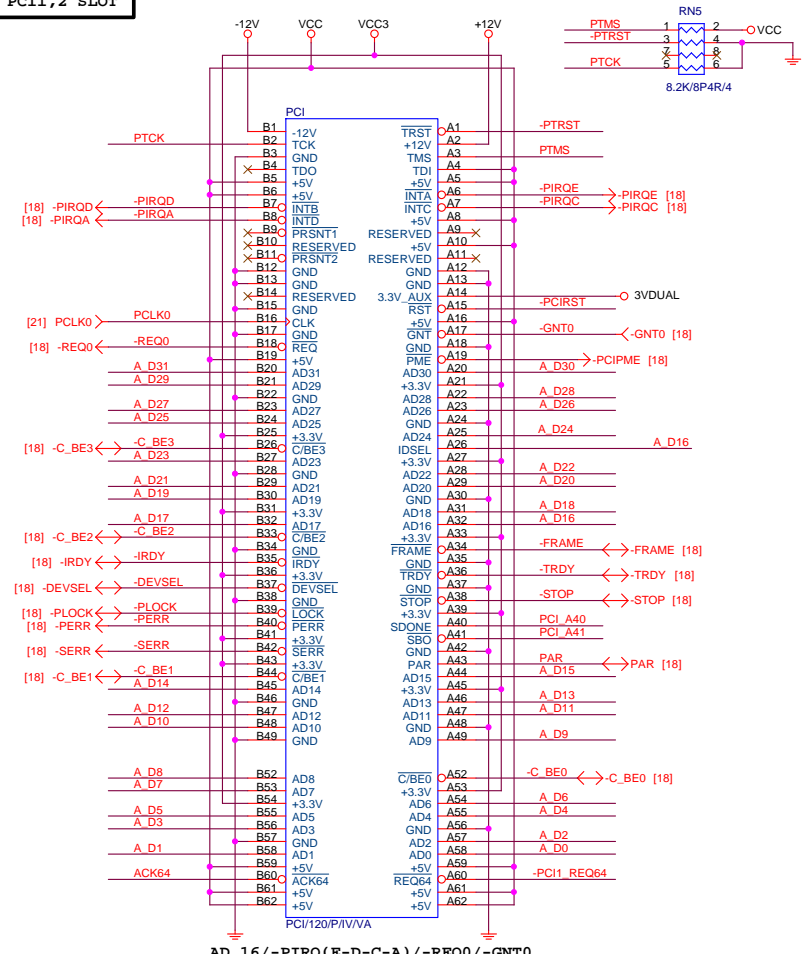 PCI1,2 SLOT
-12V VCC VCC3 +12V
RN5
PTMS 1 2 VCC
-PTRST 3 4
7 8
PTCK 5 6
8.2K/8P4R/4
PCI
B1 -12V TRST A1 -PTRST
PTCK B2 TCK +12V A2
B3 GND TMS A3 PTMS
B4 TDO TDI A4
B5 +5V +5V A5
B6 +5V INTA A6 -PIRQE -PIRQE [18]
[18] -PIRQD -PIRQD B7 INTB INTC A7 -PIRQC -PIRQC [18]
[18] -PIRQA -PIRQA B8 INTD +5V A8
B9 PRSNT1 RESERVED A9
B10 RESERVED +5V A10
B11 PRSNT2 RESERVED A11
B12 GND GND A12
B13 GND GND A13
B14 RESERVED 3.3V_AUX A14 3VDUAL
B15 GND RST A15 -PCIRST
[21] PCLK0 PCLK0 B16 CLK +5V A16
B17 GND GNT A17 -GNT0 -GNT0 [18]
[18] -REQ0 -REQ0 B18 REQ GND A18
B19 +5V PME A19 -PCIPME [18]
A_D31 B20 AD31 AD30 A20 A_D30
A_D29 B21 AD29 +3.3V A21
B22 GND AD28 A22 A_D28
A_D27 B23 AD27 AD26 A23 A_D26
A_D25 B24 AD25 GND A24
B25 +3.3V AD24 A25 A_D24
[18] -C_BE3 -C_BE3 B26 C/BE3 IDSEL A26 A_D16
A_D23 B27 AD23 +3.3V A27
B28 GND AD22 A28 A_D22
A_D21 B29 AD21 AD20 A29 A_D20
A_D19 B30 AD19 GND A30
B31 +3.3V AD18 A31 A_D18
A_D17 B32 AD17 AD16 A32 A_D16
[18] -C_BE2 -C_BE2 B33 C/BE2 +3.3V A33
B34 GND FRAME A34 -FRAME -FRAME [18]
[18] -IRDY -IRDY B35 IRDY GND A35
B36 +3.3V TRDY A36 -TRDY -TRDY [18]
[18] -DEVSEL -DEVSEL B37 DEVSEL GND A37
B38 GND STOP A38 -STOP -STOP [18]
[18] -PLOCK -PLOCK B39 LOCK +3.3V A39
[18] -PERR -PERR B40 PERR SDONE A40 PCI_A40
B41 +3.3V SBO A41 PCI_A41
[18] -SERR -SERR B42 SERR GND A42
B43 +3.3V PAR A43 PAR PAR [18]
[18] -C_BE1 -C_BE1 B44 C/BE1 AD15 A44 A_D15
A_D14 B45 AD14 +3.3V A45
B46 GND AD13 A46 A_D13
A_D12 B47 AD12 AD11 A47 A_D11
A_D10 B48 AD10 GND A48
B49 GND AD9 A49 A_D9
A_D8 B52 AD8 C/BE0 A52 -C_BE0 -C_BE0 [18]
A_D7 B53 AD7 +3.3V A53
B54 +3.3V AD6 A54 A_D6
A_D5 B55 AD5 AD4 A55 A_D4
A_D3 B56 AD3 GND A56
B57 GND AD2 A57 A_D2
A_D1 B58 AD1 AD0 A58 A_D0
B59 +5V +5V A59
ACK64 B60 ACK64 REQ64 A60 -PCI1_REQ64
B61 +5V +5V A61
B62 +5V +5V A62
PCI/120/P/IV/VA
AD_16/-PIRQ(E-D-C-A)/-REQ0/-GNT0